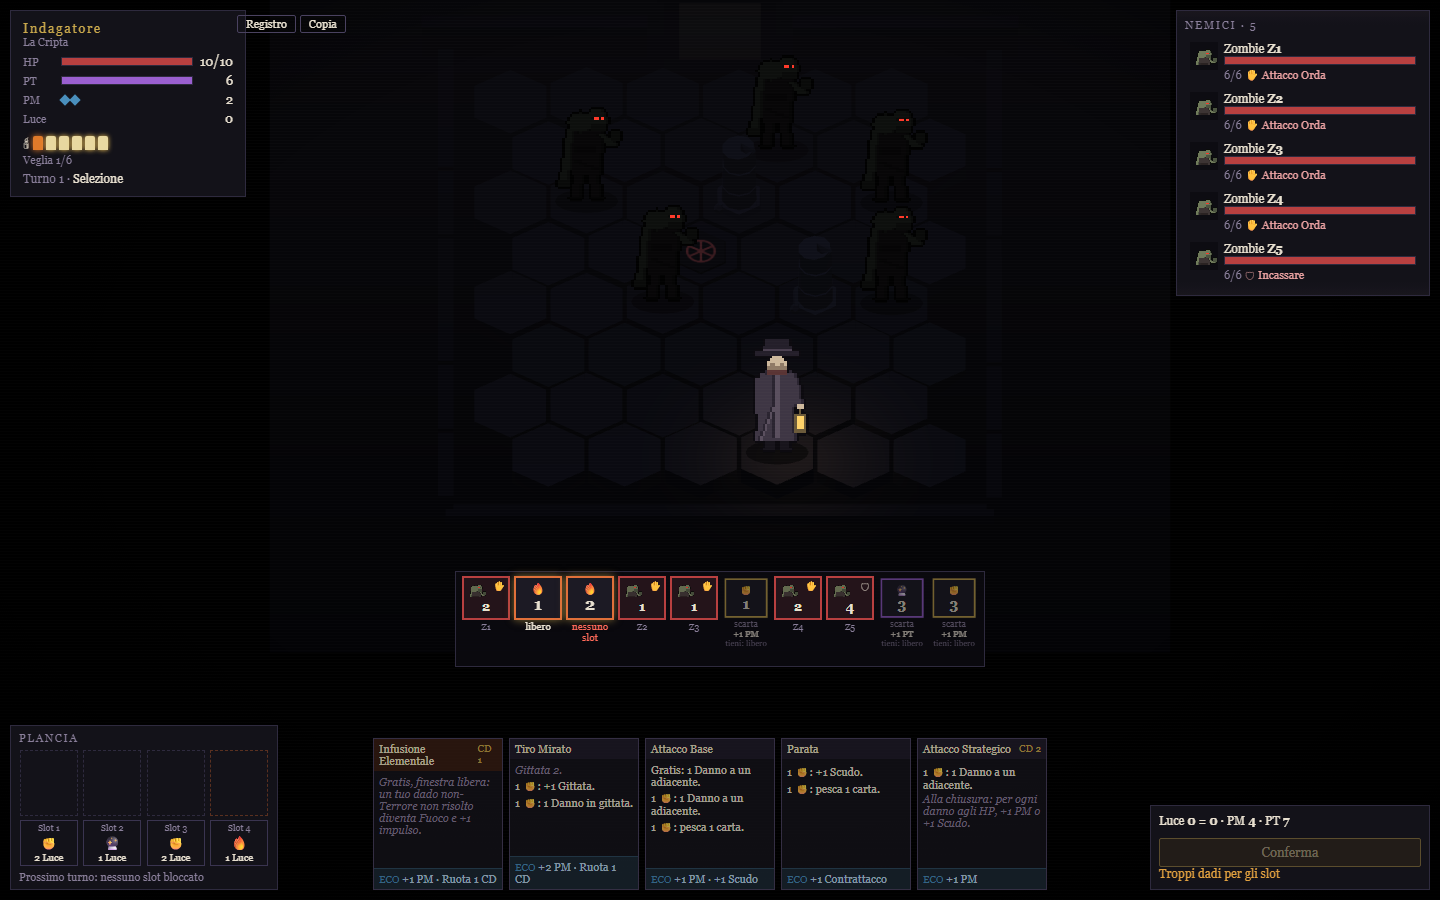 Indagatore
La Cripta
HP 10/10
PT 6
PM 2
Luce 0
Veglia 1/6
Turno 1 · Selezione
Registro
Copia
NEMICI · 5
Zombie Z1
6/6 Attacco Orda
Zombie Z2
6/6 Attacco Orda
Zombie Z3
6/6 Attacco Orda
Zombie Z4
6/6 Attacco Orda
Zombie Z5
6/6 Incassare
2 1 2 1 1 1 2 4 3 3
Z1 libero nessuno slot Z2 Z3 scarta +1 PM tieni: libero Z4 Z5 scarta +1 PT tieni: libero scarta +1 PM tieni: libero
PLANCIA
Slot 1 Slot 2 Slot 3 Slot 4
2 Luce 1 Luce 2 Luce 1 Luce
Prossimo turno: nessuno slot bloccato
Infusione Elementale CD 1
Gratis, finestra libera:
un tuo dado non-
Terrore non risolto
diventa Fuoco e +1
impulso.
ECO +1 PM · Ruota 1 CD
Tiro Mirato
Gittata 2.
1 : +1 Gittata.
1 : 1 Danno in gittata.
ECO +2 PM · Ruota 1
CD
Attacco Base
Gratis: 1 Danno a un
adiacente.
1 : 1 Danno a un
adiacente.
1 : pesca 1 carta.
ECO +1 PM · +1 Scudo
Parata
1 : +1 Scudo.
1 : pesca 1 carta.
ECO +1 Contrattacco
Attacco Strategico CD 2
1 : 1 Danno a un
adiacente.
Alla chiusura: per ogni
danno agli HP, +1 PM o
+1 Scudo.
ECO +1 PM
Luce 0 = 0 · PM 4 · PT 7
Conferma
Troppi dadi per gli slot